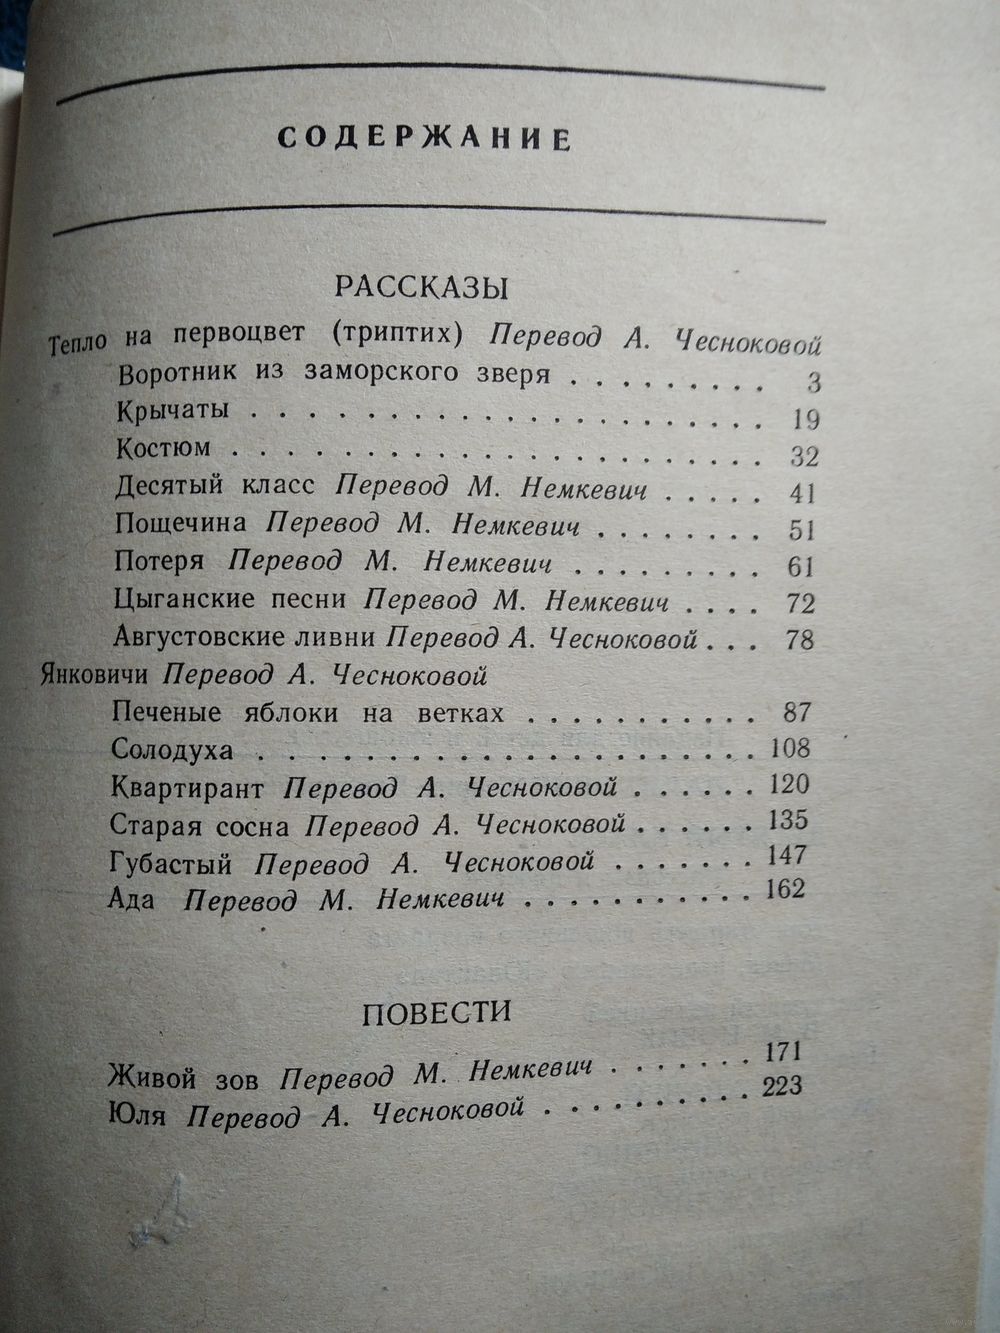 СОДЕРЖАНИЕ
РАССКАЗЫ
Тепло на первоцвет (триптих) Перевод А. Чесноковой
Воротник из заморского зверя . . . . . . . . . 3
Крычаты . . . . . . . . . . . . . . . . . . 19
Костюм . . . . . . . . . . . . . . . . . . . 32
Десятый класс Перевод М. Немкевич . . . . . 41
Пощечина Перевод М. Немкевич . . . . . . . . 51
Потеря Перевод М. Немкевич . . . . . . . . . 61
Цыганские песни Перевод М. Немкевич . . . . 72
Августовские ливни Перевод А. Чесноковой . . . 78
Янковичи Перевод А. Чесноковой
Печеные яблоки на ветках . . . . . . . . . . . 87
Солодуха . . . . . . . . . . . . . . . . . . . . 108
Квартирант Перевод А. Чесноковой . . . . . . 120
Старая сосна Перевод А. Чесноковой . . . . . . 135
Губастый Перевод А. Чесноковой . . . . . . . 147
Ада Перевод М. Немкевич . . . . . . . . . . . 162
ПОВЕСТИ
Живой зов Перевод М. Немкевич . . . . . . . 171
Юля Перевод А. Чесноковой . . . . . . . . . . 223